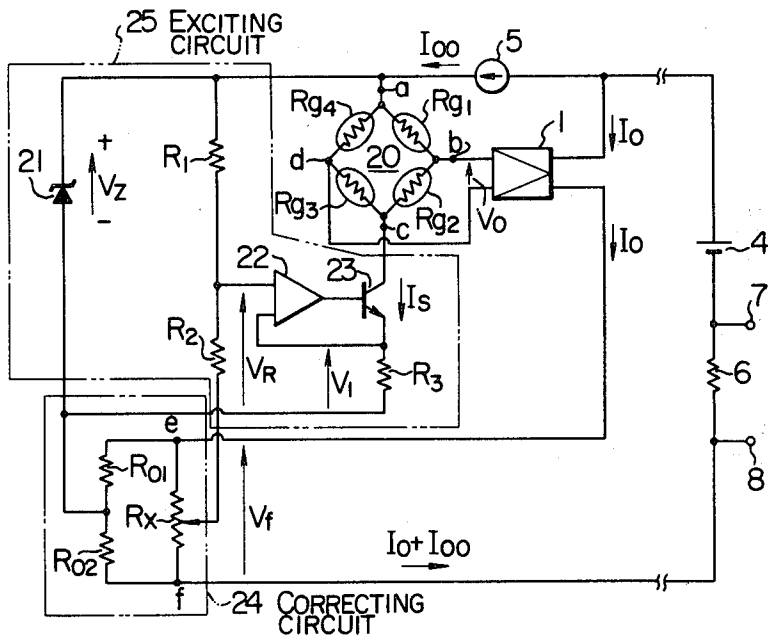 25 EXCITING
CIRCUIT
I00
5
a
Rg4
Rg1
R1
21
+
VZ
-
d
20
b
1
I0
Rg3
Rg2
V0
c
22
23
IS
I0
4
7
R2
VR
V1
R3
6
e
8
R01
RX
Vf
R02
I0+I00
f
24 CORRECTING
CIRCUIT